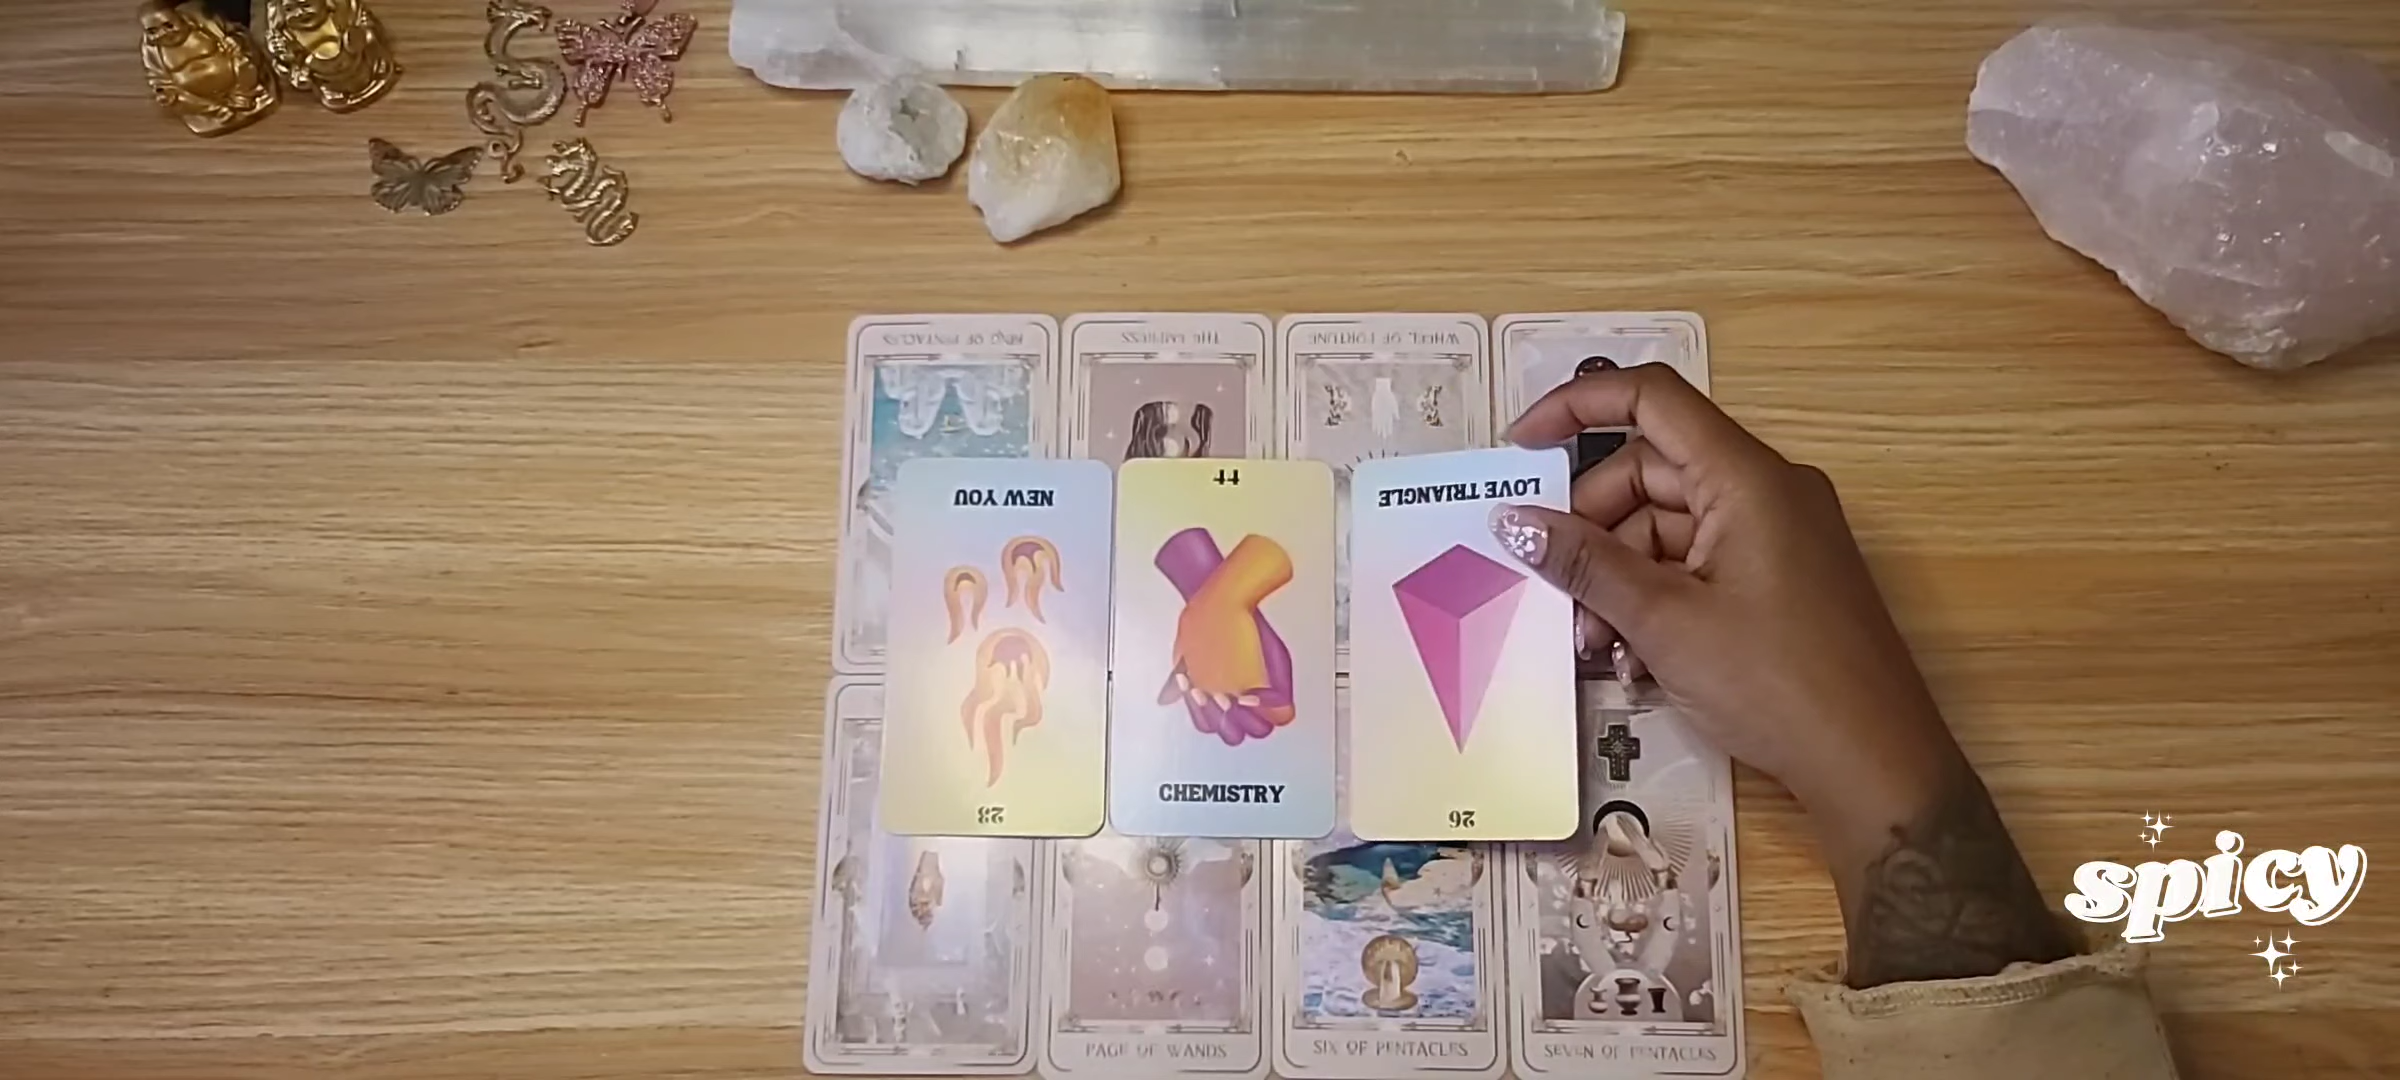 KING OF PENTACLES
THE EMPRESS
WHEEL OF FORTUNE
NEW YOU
23
44
CHEMISTRY
LOVE TRIANGLE
26
PAGE OF WANDS
SIX OF PENTACLES
SEVEN OF PENTACLES
spicy